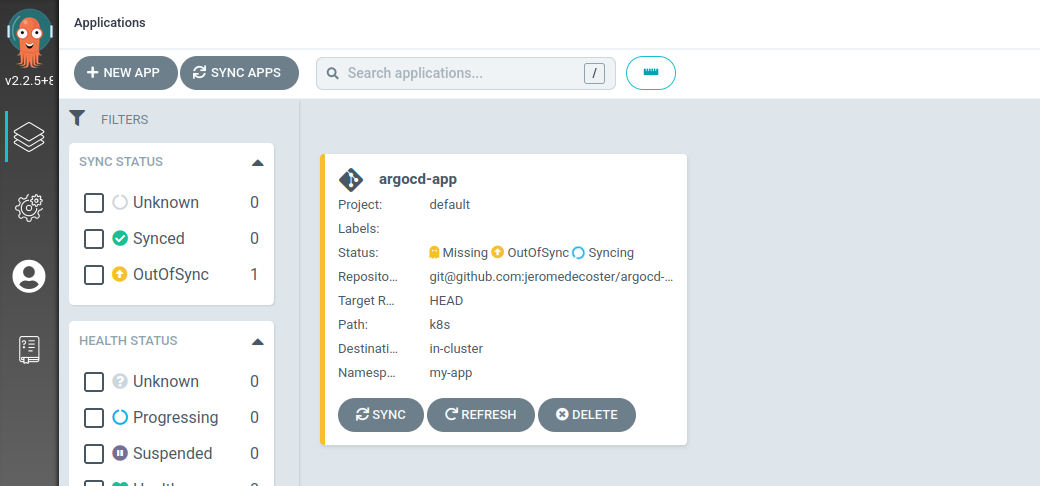 Applications
v2.2.5+8
NEW APP
SYNC APPS
Search applications...
/
FILTERS
SYNC STATUS
Unknown 0
Synced 0
OutOfSync 1
HEALTH STATUS
Unknown 0
Progressing 0
Suspended 0
argocd-app
Project: default
Labels:
Status: Missing OutOfSync Syncing
Reposito... git@github.com:jeromedecoster/argocd-...
Target R... HEAD
Path: k8s
Destinati... in-cluster
Namesp... my-app
SYNC REFRESH DELETE